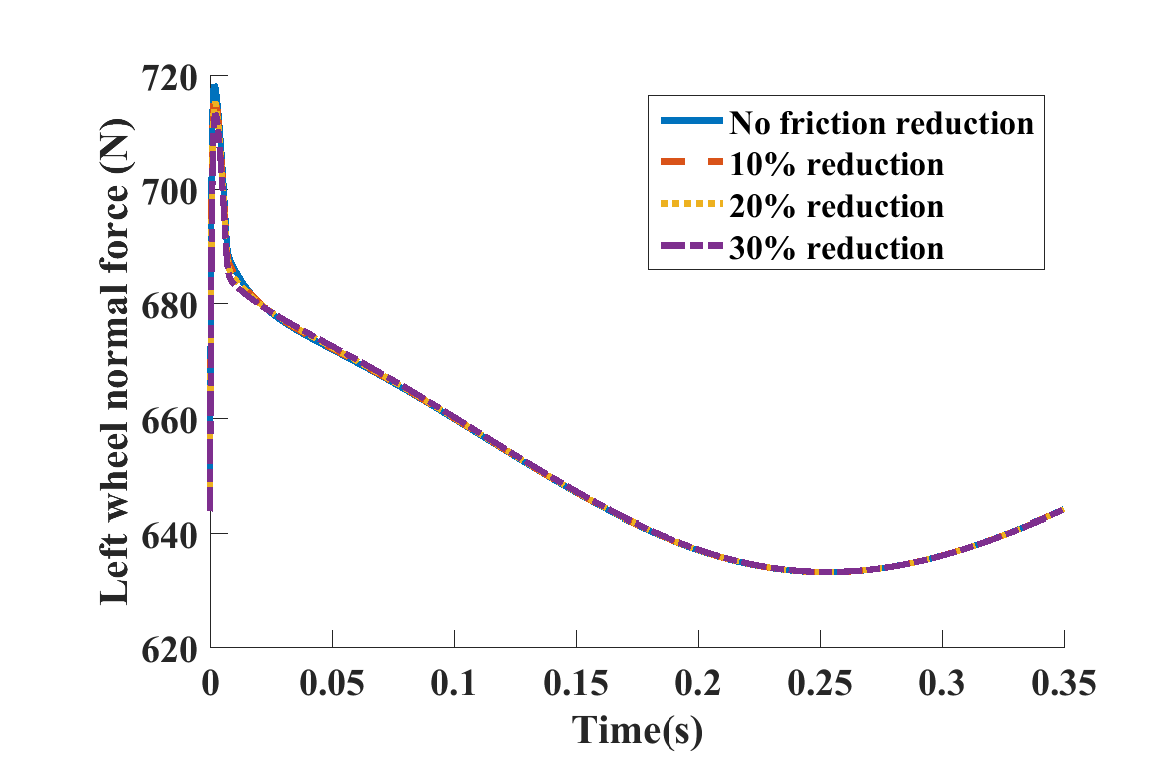 720
700
680
660
640
620
Left wheel normal force (N)
No friction reduction
10% reduction
20% reduction
30% reduction
0 0.05 0.1 0.15 0.2 0.25 0.3 0.35
Time(s)